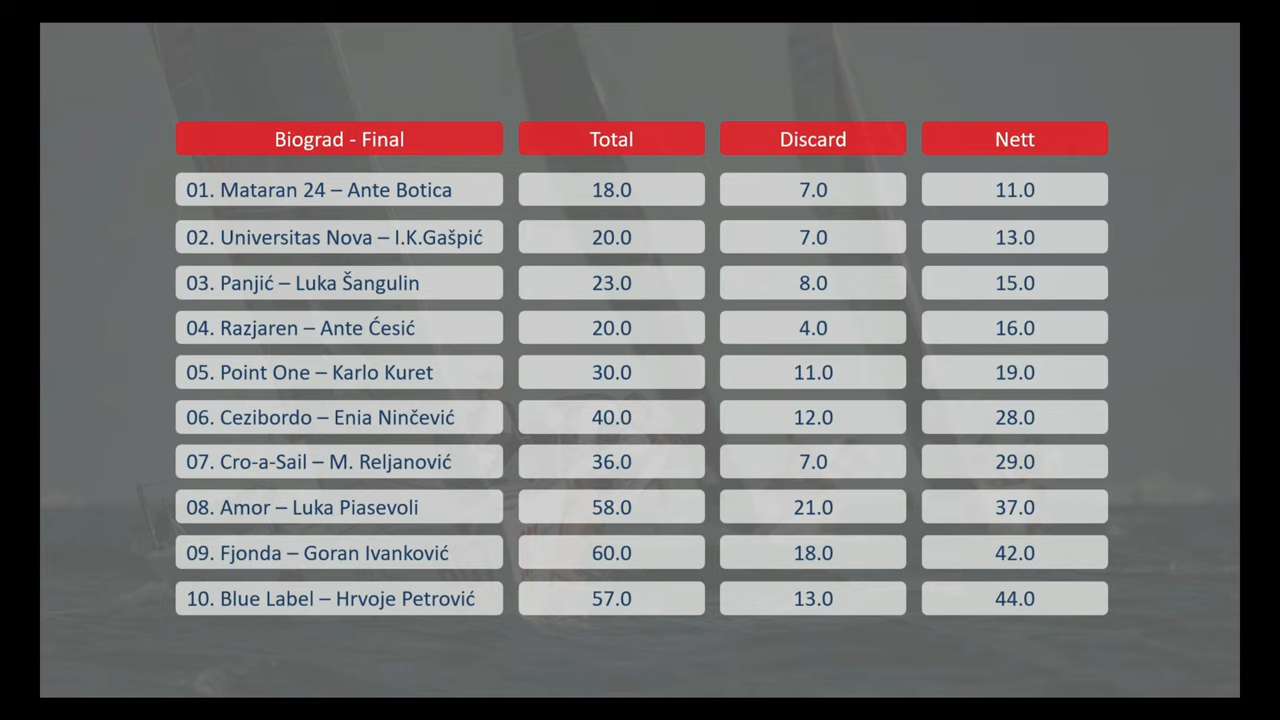 Biograd - Final Total Discard Nett
01. Mataran 24 – Ante Botica 18.0 7.0 11.0
02. Universitas Nova – I.K.Gašpić 20.0 7.0 13.0
03. Panjić – Luka Šangulin 23.0 8.0 15.0
04. Razjaren – Ante Ćesić 20.0 4.0 16.0
05. Point One – Karlo Kuret 30.0 11.0 19.0
06. Cezibordo – Enia Ninčević 40.0 12.0 28.0
07. Cro-a-Sail – M. Reljanović 36.0 7.0 29.0
08. Amor – Luka Piasevoli 58.0 21.0 37.0
09. Fjonda – Goran Ivanković 60.0 18.0 42.0
10. Blue Label – Hrvoje Petrović 57.0 13.0 44.0